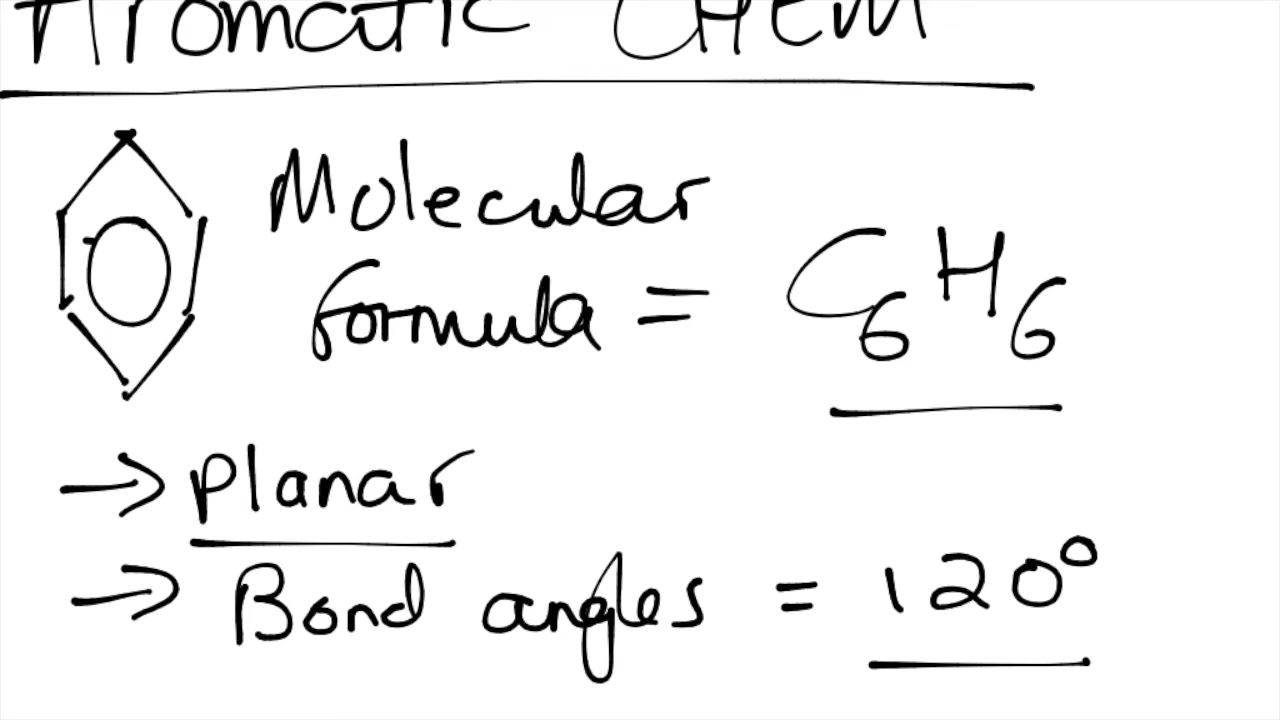 Aromatic Chem
Molecular
formula = C₆H₆
→ planar
→ Bond angles = 120°